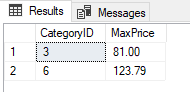 Results Messages
CategoryID MaxPrice
1 3 81.00
2 6 123.79